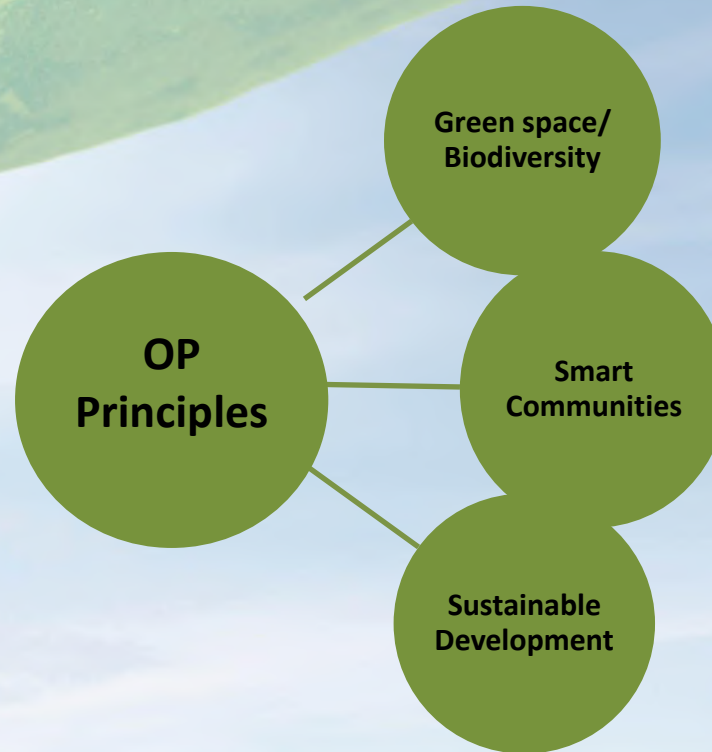 Green space/
Biodiversity
OP
Principles
Smart
Communities
Sustainable
Development